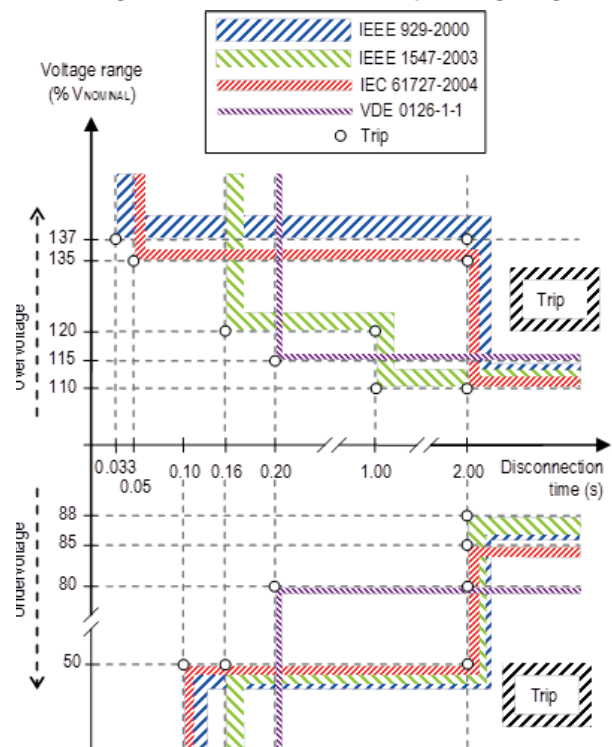 IEEE 929-2000
IEEE 1547-2003
IEC 61727-2004
VDE 0126-1-1
Trip
Voltage range
(% VNOMINAL)
137
135
120
115
110
Trip
0.033
0.05
0.10
0.16
0.20
1.00
2.00
Disconnection
time (s)
88
85
80
50
Trip